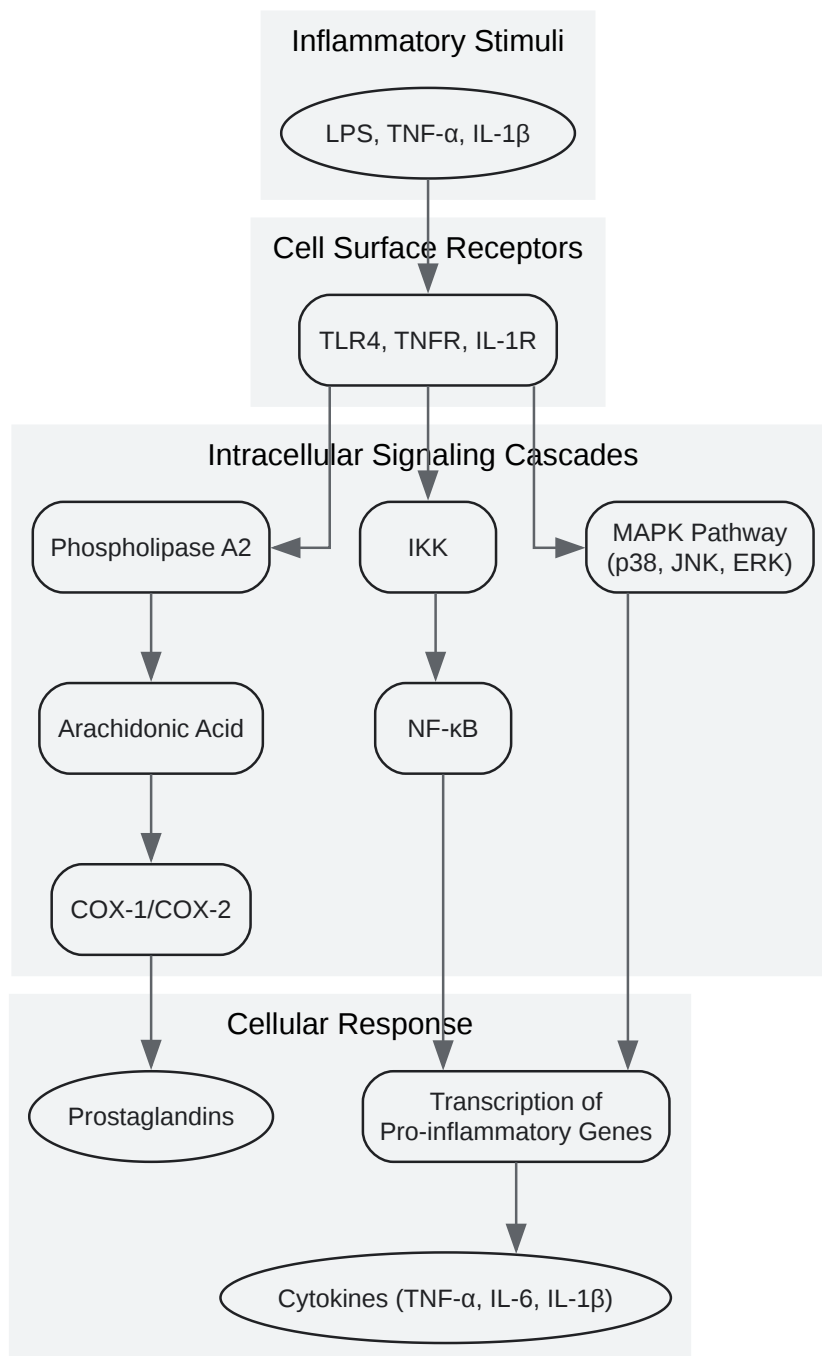 Inflammatory Stimuli
LPS, TNF-α, IL-1β
Cell Surface Receptors
TLR4, TNFR, IL-1R
Intracellular Signaling Cascades
Phospholipase A2
IKK
MAPK Pathway
(p38, JNK, ERK)
Arachidonic Acid
NF-κB
COX-1/COX-2
Cellular Response
Prostaglandins
Transcription of
Pro-inflammatory Genes
Cytokines (TNF-α, IL-6, IL-1β)